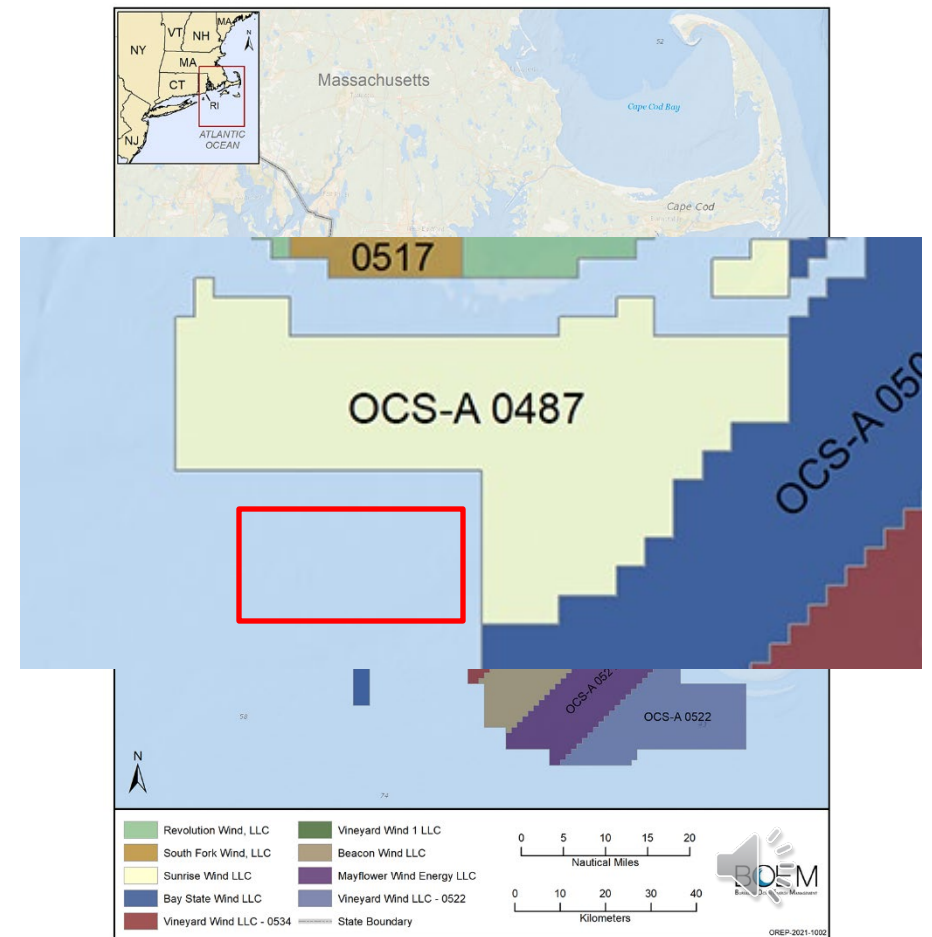 MA
NY
VT
NH
N
MA
CT
RI
NJ
ATLANTIC
OCEAN
Massachusetts
52
Cape Cod Bay
Cape Cod
0517
OCS-A 0487
OCS-A 050
OCS-A 052
OCS-A 0522
58
74
N
Revolution Wind, LLC
South Fork Wind, LLC
Sunrise Wind LLC
Bay State Wind LLC
Vineyard Wind LLC - 0534
Vineyard Wind 1 LLC
Beacon Wind LLC
Mayflower Wind Energy LLC
Vineyard Wind LLC - 0522
State Boundary
0 5 10 15 20
Nautical Miles
0 10 20 30 40
Kilometers
BOEM
OREP-2021-1002